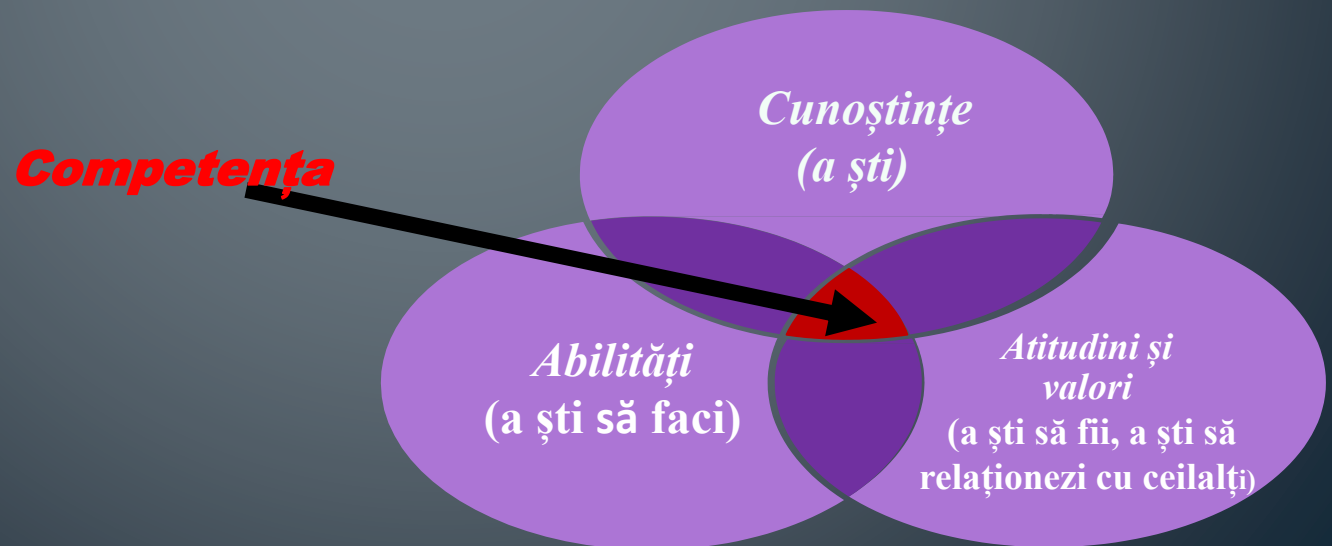 Competența
Cunoștințe
(a ști)
Abilități
(a ști să faci)
Atitudini și
valori
(a ști să fii, a ști să
relaționezi cu ceilalți)